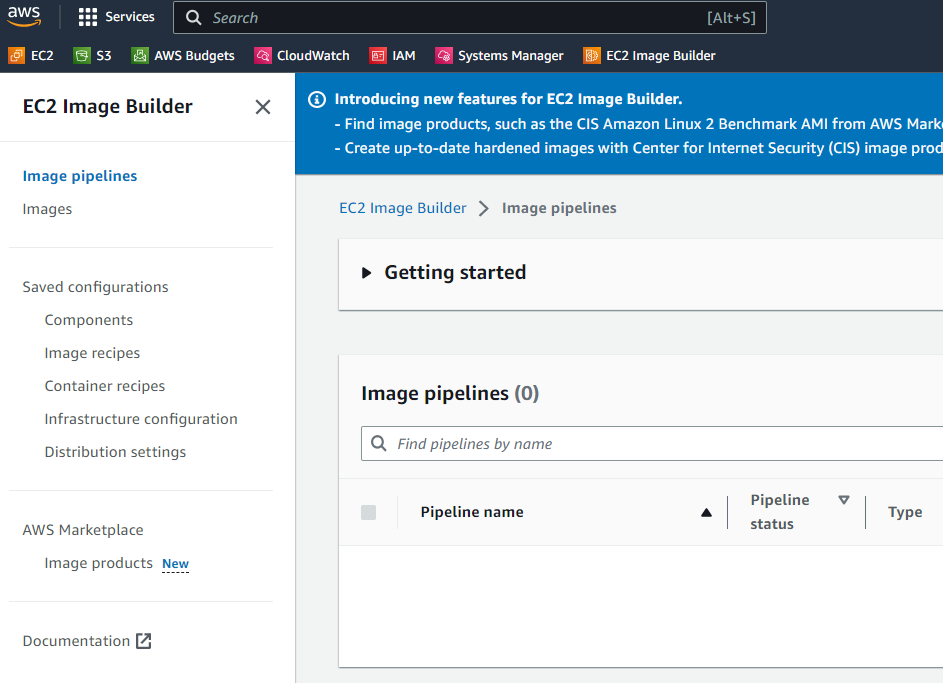 aws
Services
Search
[Alt+S]
EC2
S3
AWS Budgets
CloudWatch
IAM
Systems Manager
EC2 Image Builder
EC2 Image Builder
Image pipelines
Images
Saved configurations
Components
Image recipes
Container recipes
Infrastructure configuration
Distribution settings
AWS Marketplace
Image products New
Documentation
Introducing new features for EC2 Image Builder.
- Find image products, such as the CIS Amazon Linux 2 Benchmark AMI from AWS Mark
- Create up-to-date hardened images with Center for Internet Security (CIS) image prod
EC2 Image Builder
Image pipelines
Getting started
Image pipelines (0)
Find pipelines by name
Pipeline name
Pipeline
status
Type